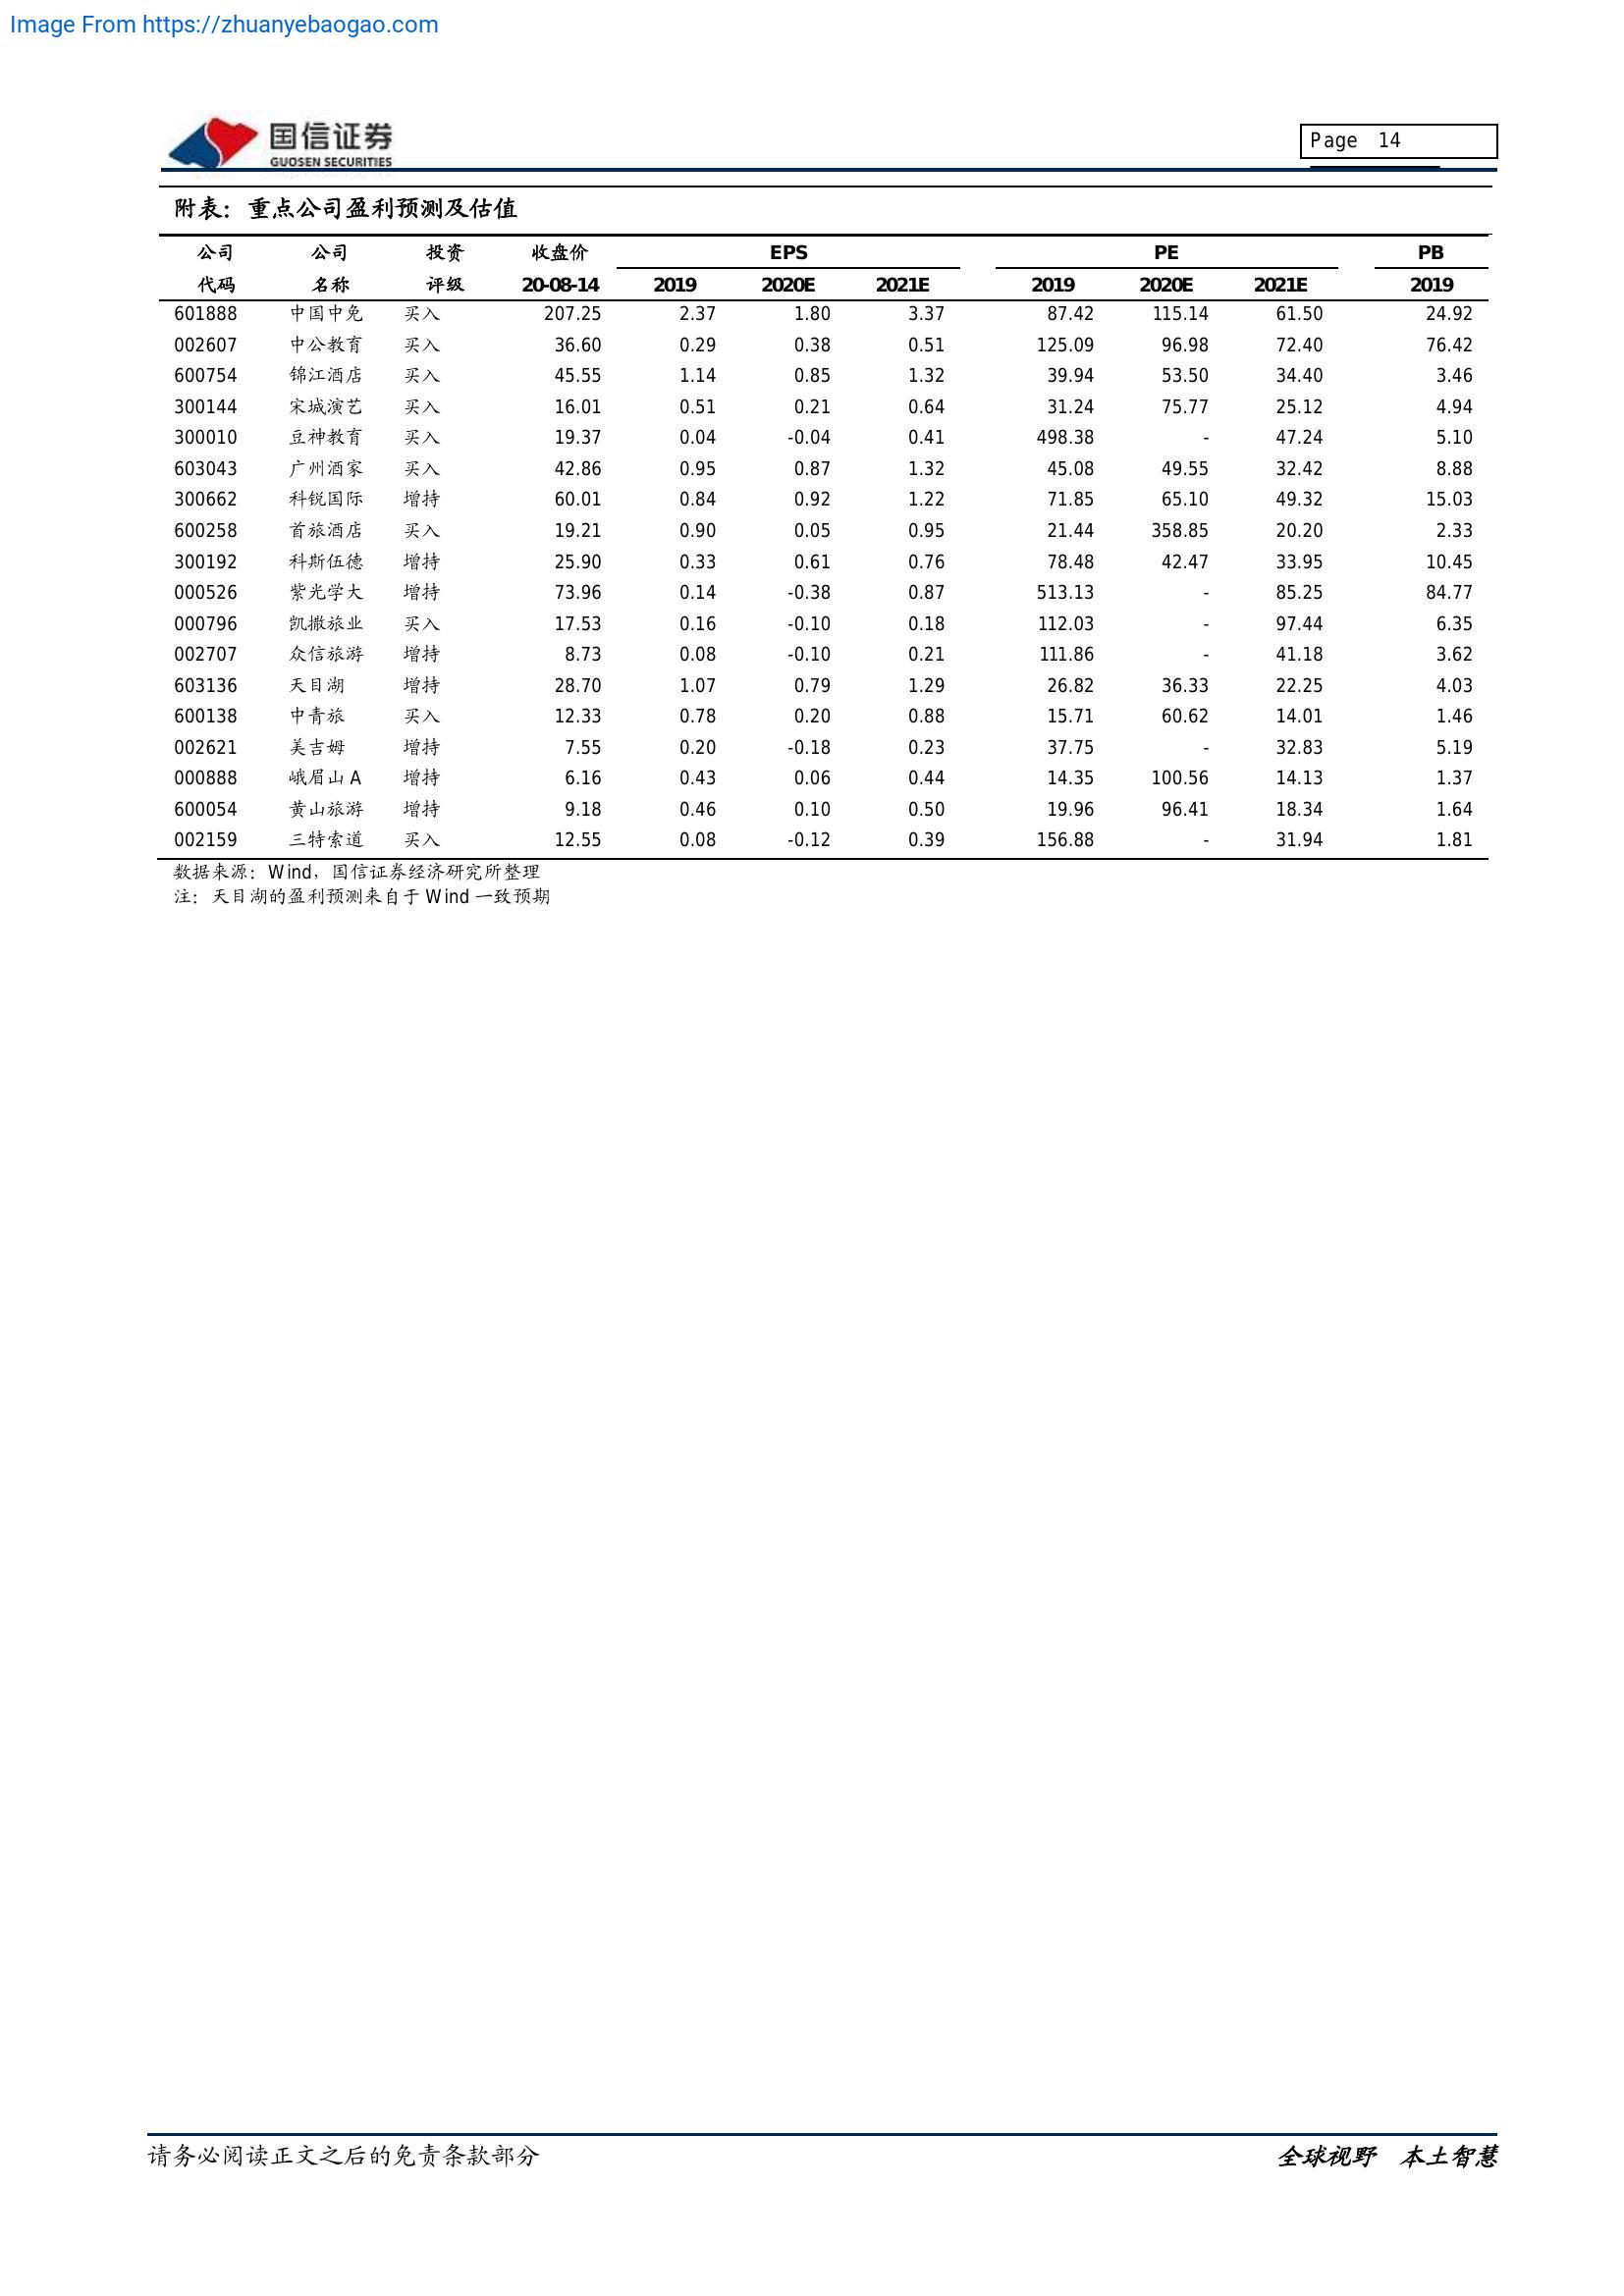 Image From https://zhuanyebaogao.com
国信证券
GUOSEN SECURITIES
Page 14
附表：重点公司盈利预测及估值
公司 公司 投资 收盘价 EPS PE PB
代码 名称 评级 20-08-14 2019 2020E 2021E 2019 2020E 2021E 2019
601888 中国中免 买入 207.25 2.37 1.80 3.37 87.42 115.14 61.50 24.92
002607 中公教育 买入 36.60 0.29 0.38 0.51 125.09 96.98 72.40 76.42
600754 锦江酒店 买入 45.55 1.14 0.85 1.32 39.94 53.50 34.40 3.46
300144 宋城演艺 买入 16.01 0.51 0.21 0.64 31.24 75.77 25.12 4.94
300010 豆神教育 买入 19.37 0.04 -0.04 0.41 498.38 - 47.24 5.10
603043 广州酒家 买入 42.86 0.95 0.87 1.32 45.08 49.55 32.42 8.88
300662 科锐国际 增持 60.01 0.84 0.92 1.22 71.85 65.10 49.32 15.03
600258 首旅酒店 买入 19.21 0.90 0.05 0.95 21.44 358.85 20.20 2.33
300192 科斯伍德 增持 25.90 0.33 0.61 0.76 78.48 42.47 33.95 10.45
000526 紫光学大 增持 73.96 0.14 -0.38 0.87 513.13 - 85.25 84.77
000796 凯撒旅业 买入 17.53 0.16 -0.10 0.18 112.03 - 97.44 6.35
002707 众信旅游 增持 8.73 0.08 -0.10 0.21 111.86 - 41.18 3.62
603136 天目湖 增持 28.70 1.07 0.79 1.29 26.82 36.33 22.25 4.03
600138 中青旅 买入 12.33 0.78 0.20 0.88 15.71 60.62 14.01 1.46
002621 美吉姆 增持 7.55 0.20 -0.18 0.23 37.75 - 32.83 5.19
000888 峨眉山 A 增持 6.16 0.43 0.06 0.44 14.35 100.56 14.13 1.37
600054 黄山旅游 增持 9.18 0.46 0.10 0.50 19.96 96.41 18.34 1.64
002159 三特索道 买入 12.55 0.08 -0.12 0.39 156.88 - 31.94 1.81
数据来源：Wind，国信证券经济研究所整理
注：天目湖的盈利预测来自于 Wind 一致预期
请务必阅读正文之后的免责条款部分 全球视野 本土智慧